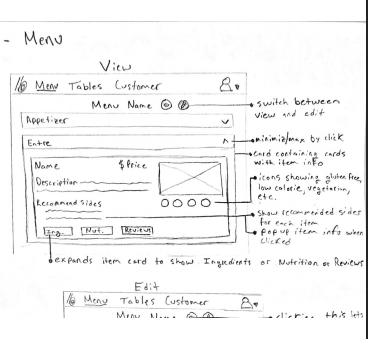 - Menu
View
Menu Tables Customer
Menu Name
switch between
view and edit
Appetizer
Entre
minimiz/max by click
card containing cards
with item info
Name $Price
Description
icons showing gluten free,
low calorie, vegetarian,
etc.
Recommend Sides
show recommended sides
for each item
pop up item info when
clicked
Ing. Nut. Reviews
expands item card to show Ingredients or Nutrition or Reviews
Edit
Menu Tables Customer
Menu Name
this lets